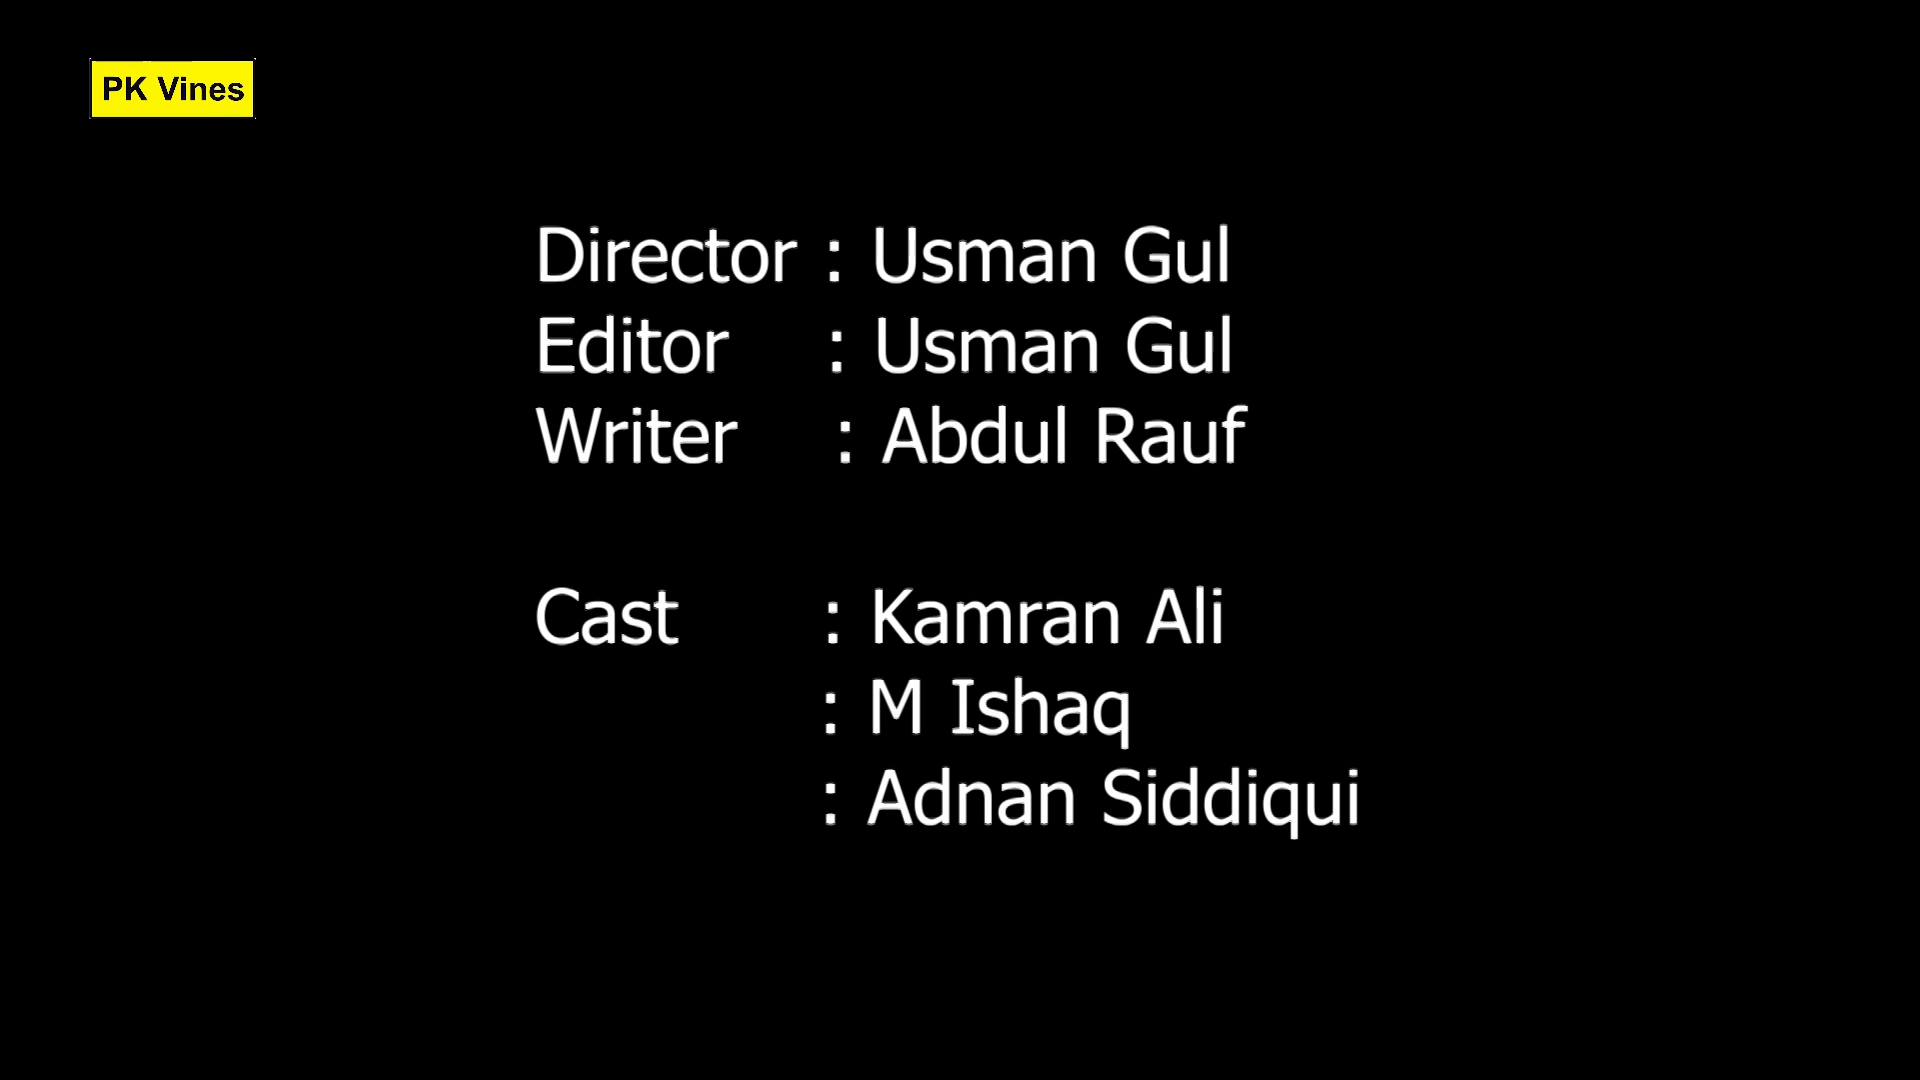 PK Vines
Director : Usman Gul
Editor : Usman Gul
Writer : Abdul Rauf
Cast : Kamran Ali
: M Ishaq
: Adnan Siddiqui